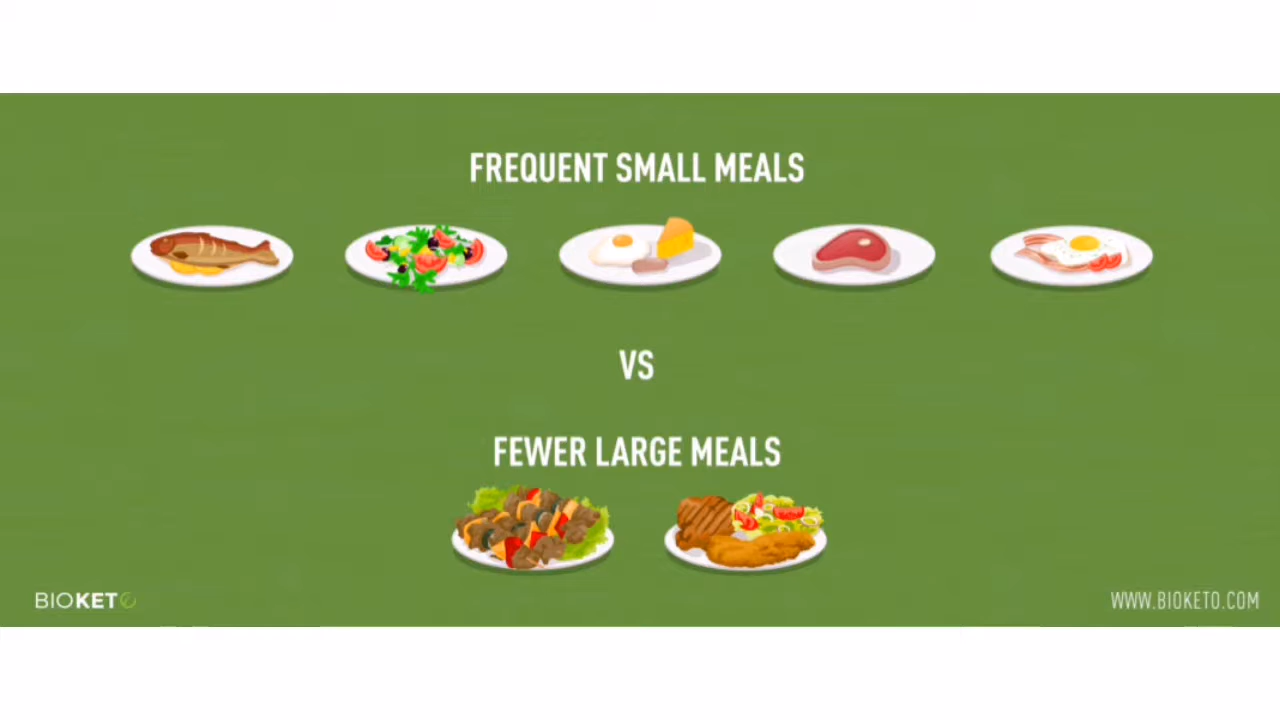 FREQUENT SMALL MEALS
VS
FEWER LARGE MEALS
BIOKETO
WWW.BIOKETO.COM